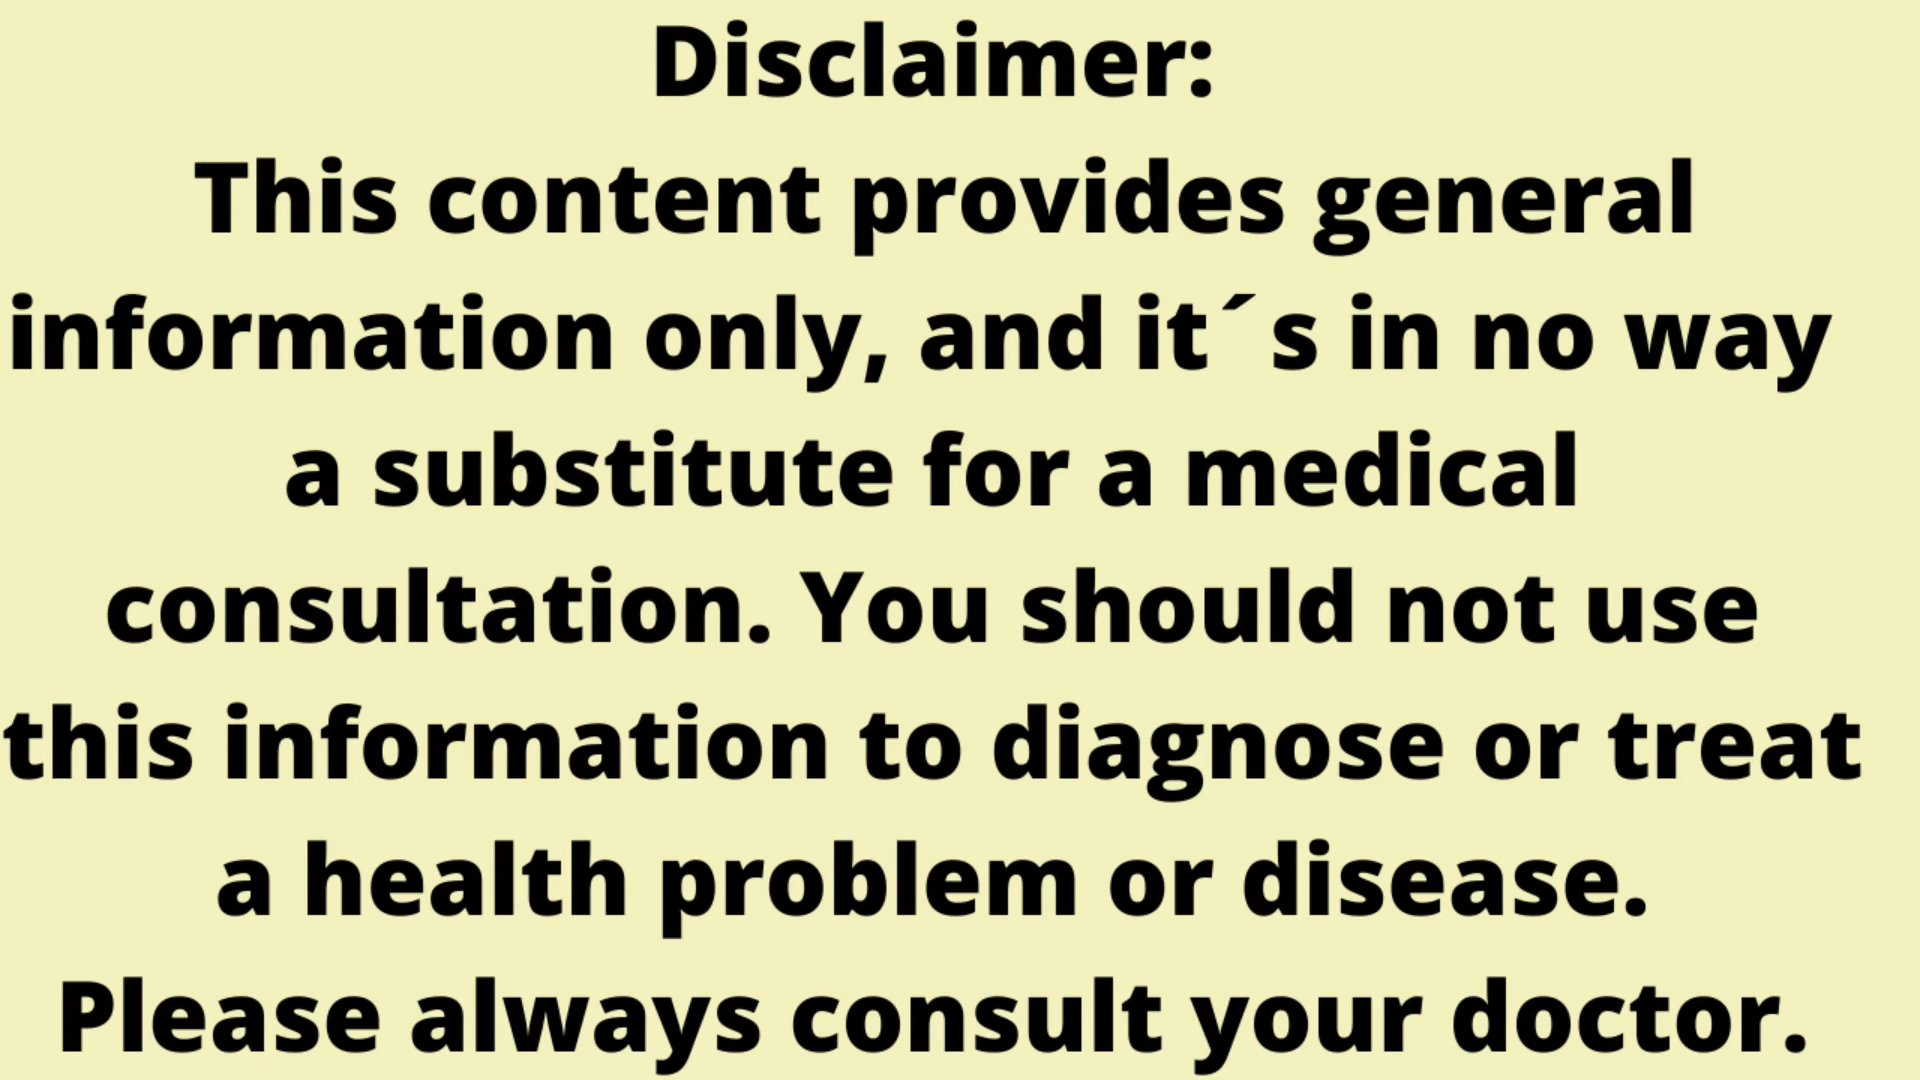 Disclaimer:
This content provides general
information only, and it´s in no way
a substitute for a medical
consultation. You should not use
this information to diagnose or treat
a health problem or disease.
Please always consult your doctor.